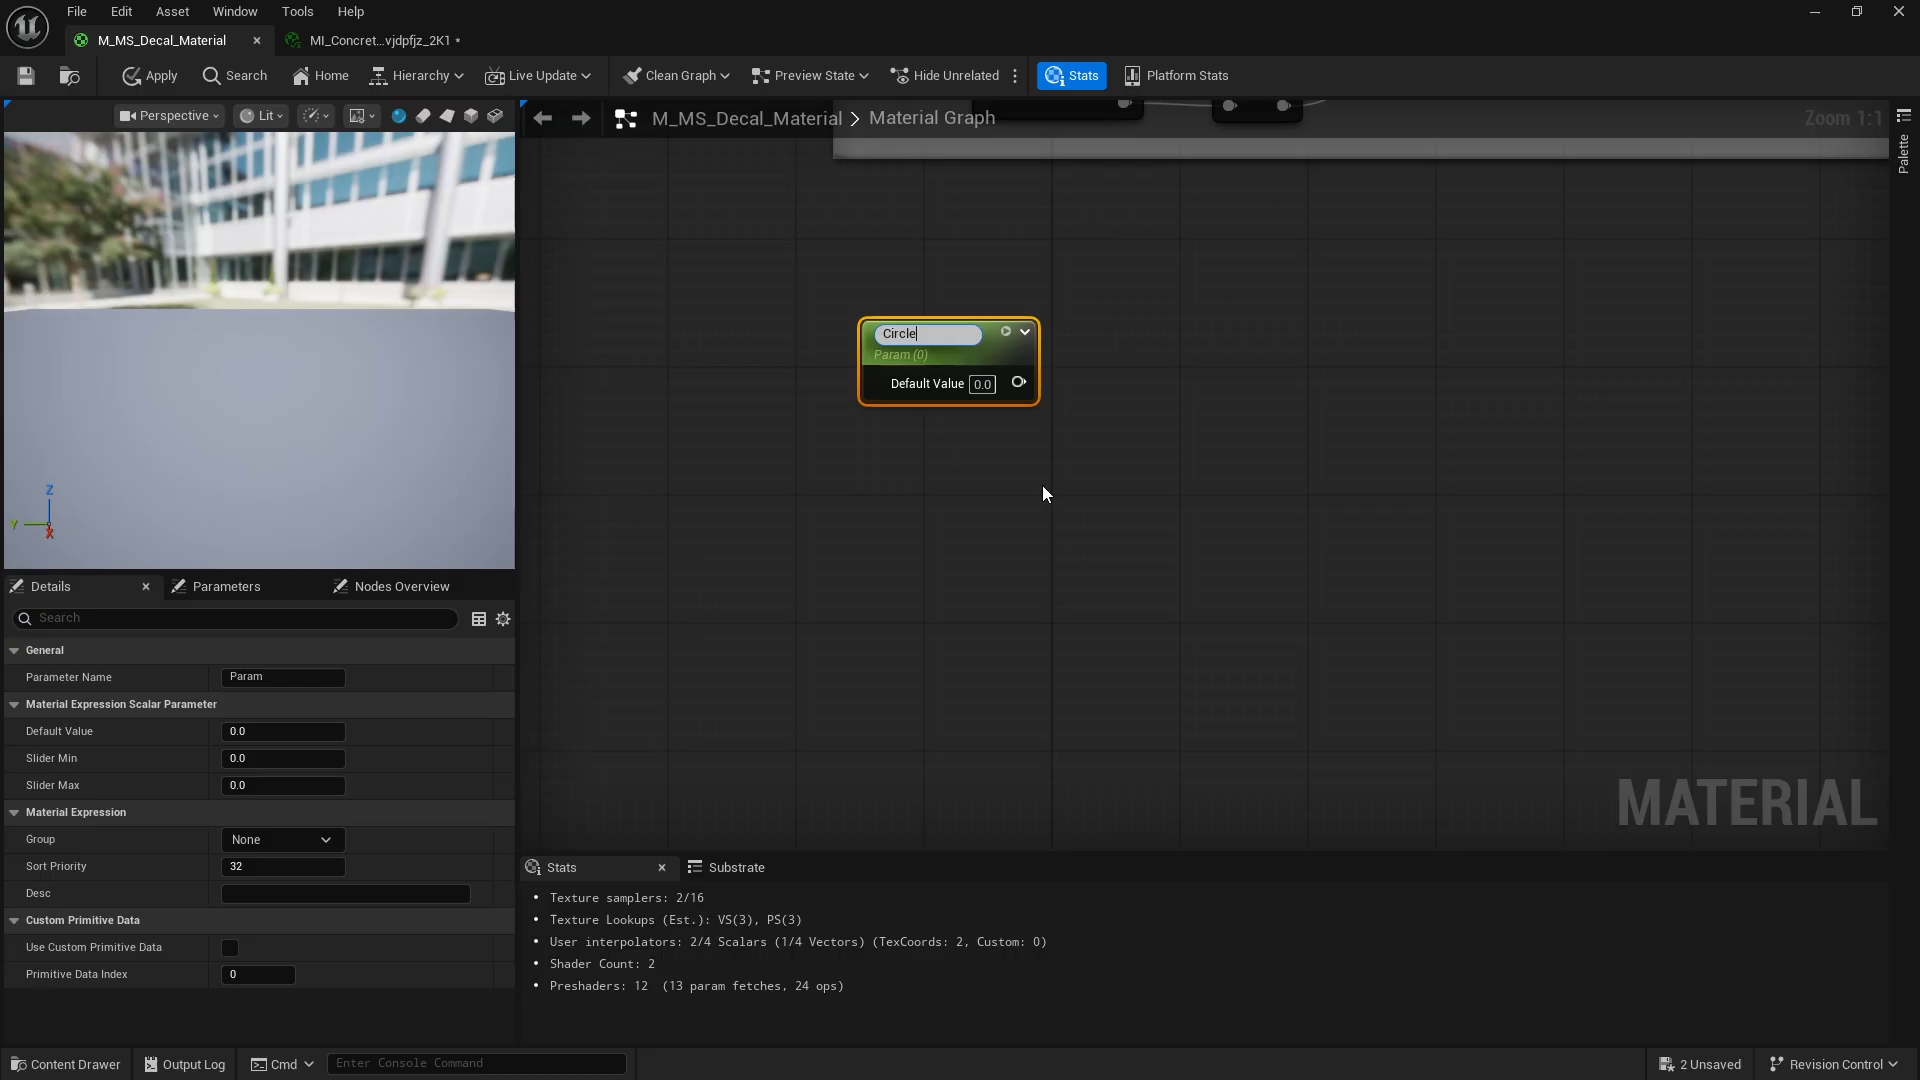 File Edit Asset Window Tools Help
M_MS_Decal_Material
MI_Concret...vjdpfjz_2K1 *
Apply Search Home Hierarchy Live Update Clean Graph Preview State Hide Unrelated Stats Platform Stats
Perspective Lit
M_MS_Decal_Material > Material Graph
Zoom 1:1
Palette
Circle
Param (0)
Default Value 0.0
Z
Y
X
MATERIAL
Details Parameters Nodes Overview
Search
General
Parameter Name Param
Material Expression Scalar Parameter
Default Value 0.0
Slider Min 0.0
Slider Max 0.0
Material Expression
Group None
Sort Priority 32
Desc
Custom Primitive Data
Use Custom Primitive Data
Primitive Data Index 0
Stats Substrate
• Texture samplers: 2/16
• Texture Lookups (Est.): VS(3), PS(3)
• User interpolators: 2/4 Scalars (1/4 Vectors) (TexCoords: 2, Custom: 0)
• Shader Count: 2
• Preshaders: 12 (13 param fetches, 24 ops)
Content Drawer Output Log Cmd Enter Console Command 2 Unsaved Revision Control